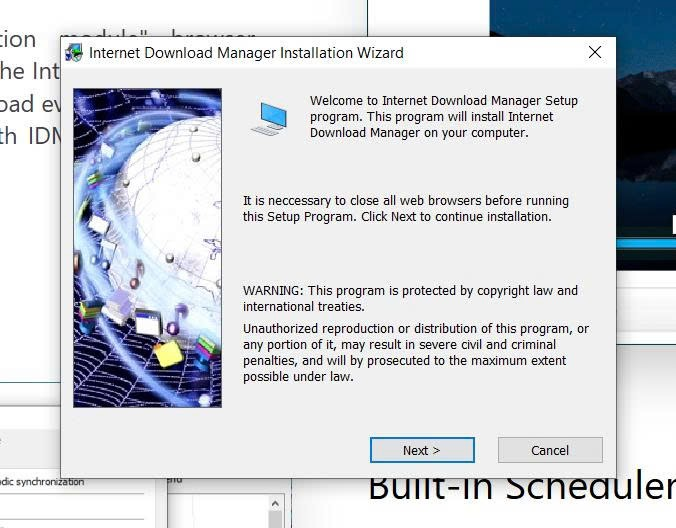 tion module" browser
he Int
oad ev
th IDM
Internet Download Manager Installation Wizard
Welcome to Internet Download Manager Setup
program. This program will install Internet
Download Manager on your computer.
It is neccessary to close all web browsers before running
this Setup Program. Click Next to continue installation.
WARNING: This program is protected by copyright law and
international treaties.
Unauthorized reproduction or distribution of this program, or
any portion of it, may result in severe civil and criminal
penalties, and will by prosecuted to the maximum extent
possible under law.
Next >
Cancel
odic synchronization
Built-in Scheduler